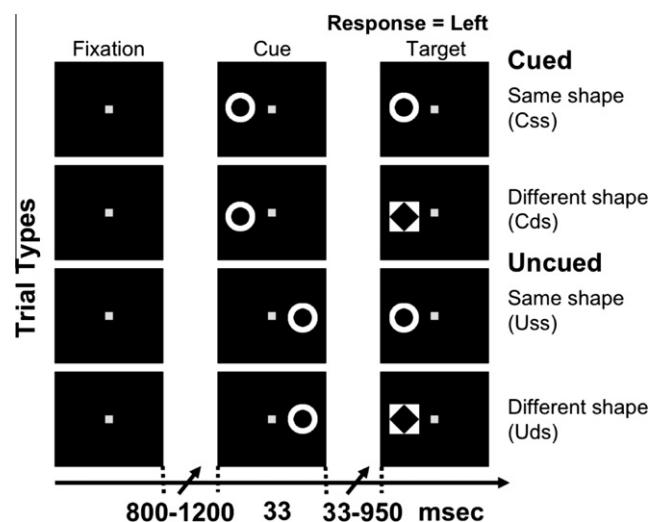 Response = Left
Fixation Cue Target
Cued
Same shape
(Css)
Different shape
(Cds)
Uncued
Same shape
(Uss)
Different shape
(Uds)
Trial Types
800-1200 33 33-950 msec